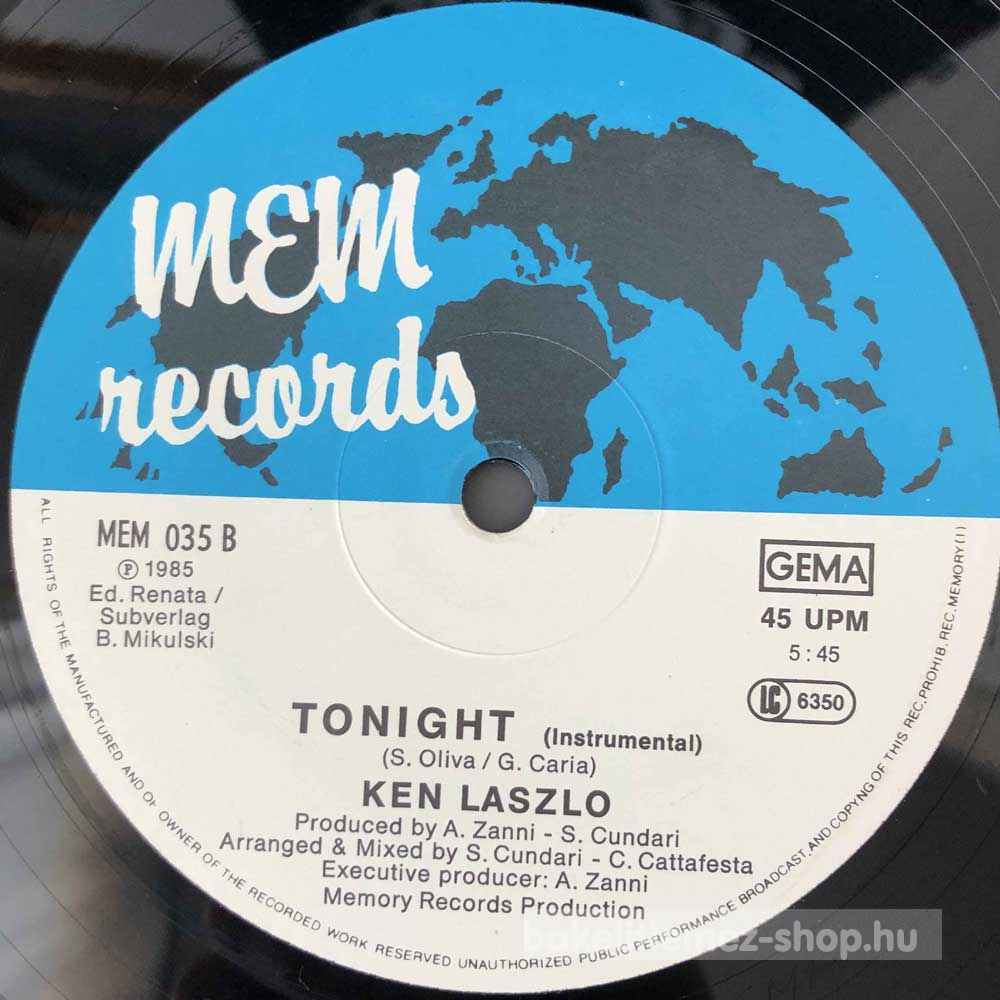 MEM
records
MEM 035 B
Ⓟ 1985
Ed. Renata /
Subverlag
B. Mikulski
GEMA
45 UPM
5:45
LC 6350
TONIGHT (Instrumental)
(S. Oliva / G. Caria)
KEN LASZLO
Produced by A. Zanni - S. Cundari
Arranged & Mixed by S. Cundari - C. Cattafesta
Executive producer: A. Zanni
Memory Records Production
ALL RIGHTS OF THE MANUFACTURED AND OF OWNER OF THE RECORDED WORK RESERVED UNAUTHORIZED PUBLIC PERFORMANCE BROADCAST. AND COPYNG OF THIS REC. PROHIB. REC. MEMORY (I)
bakelitlemez-shop.hu